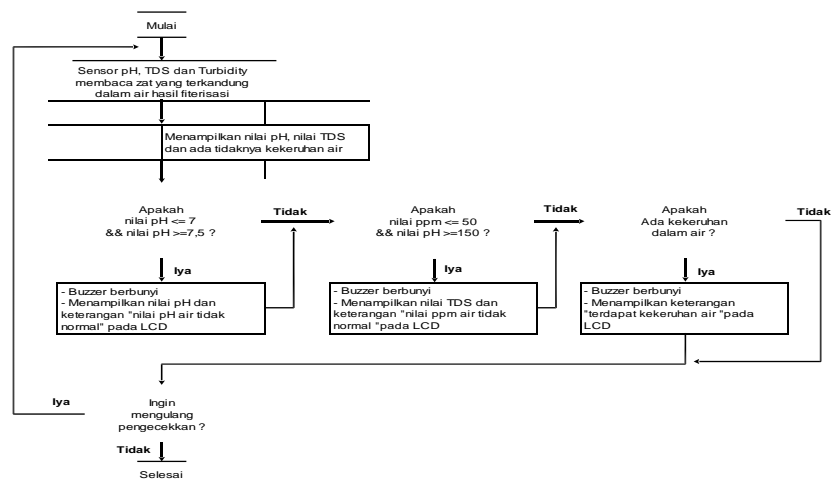 Mulai
Sensor pH, TDS dan Turbidity
membaca zat yang terkandung
dalam air hasil fiterisasi
Menampilkan nilai pH, nilai TDS
dan ada tidaknya kekeruhan air
Apakah
nilai pH <= 7
&& nilai pH >=7,5 ?
Tidak
Apakah
nilai ppm <= 50
&& nilai pH >=150 ?
Tidak
Apakah
Ada kekeruhan
dalam air ?
Tidak
Iya
- Buzzer berbunyi
- Menampilkan nilai pH dan
keterangan "nilai pH air tidak
normal" pada LCD
Iya
- Buzzer berbunyi
- Menampilkan nilai TDS dan
keterangan "nilai ppm air tidak
normal "pada LCD
Iya
- Buzzer berbunyi
- Menampilkan keterangan
"terdapat kekeruhan air "pada
LCD
Iya
Ingin
mengulang
pengecekkan ?
Tidak
Selesai